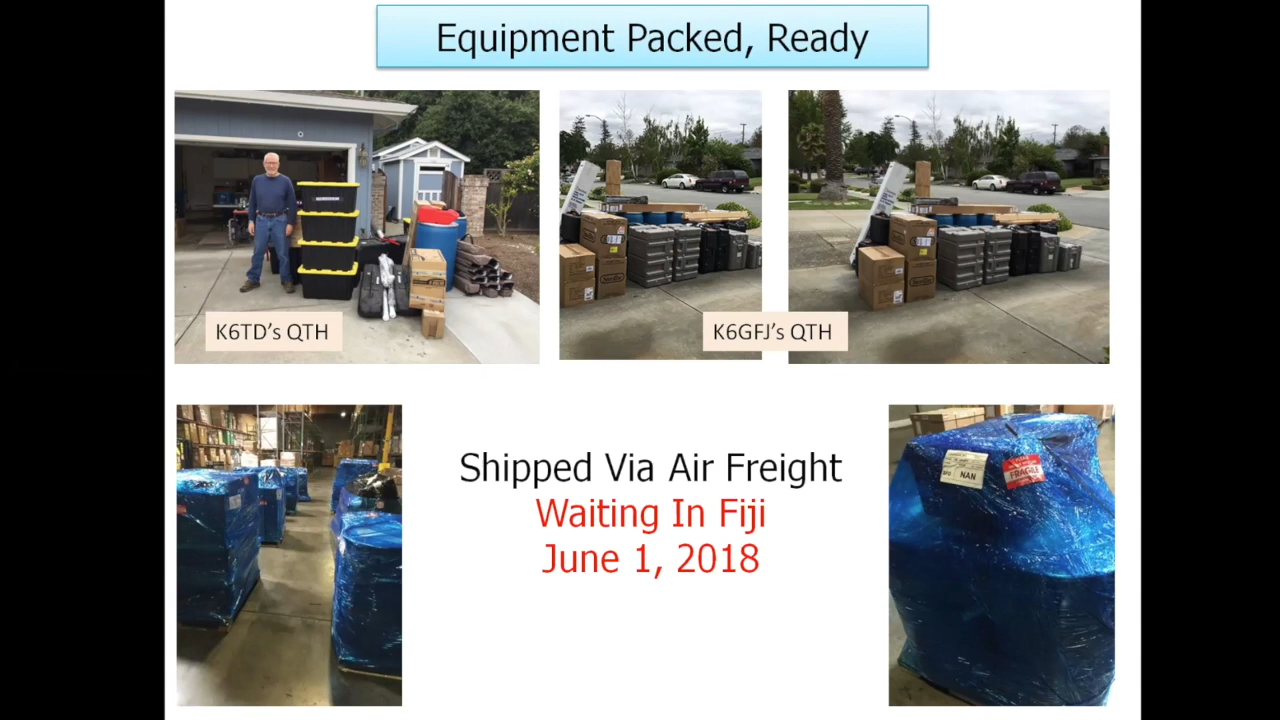 Equipment Packed, Ready
K6TD’s QTH
K6GFJ’s QTH
Shipped Via Air Freight
Waiting In Fiji
June 1, 2018
SFO NAN
FRAGILE